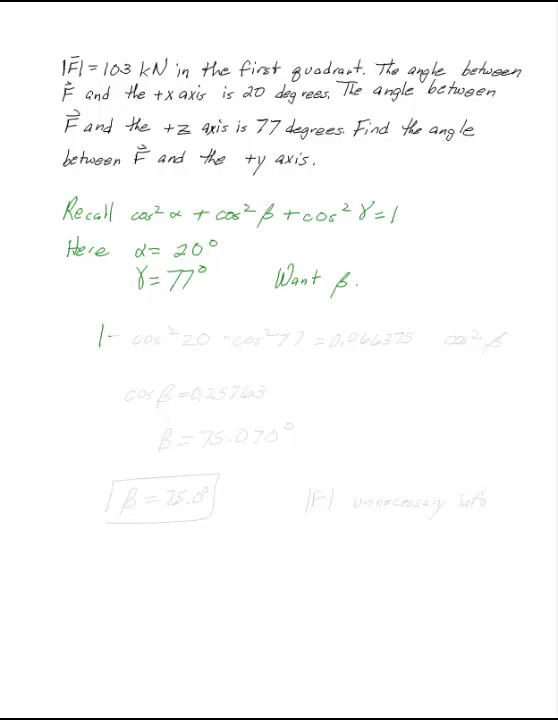 |F⃗| = 103 kN in the first quadrant. The angle between
F⃗ and the +x axis is 20 degrees. The angle between
F⃗ and the +z axis is 77 degrees. Find the angle
between F⃗ and the +y axis.
Recall cos² α + cos² β + cos² γ = 1
Here α = 20°
γ = 77° Want β.
1 - cos² 20 - cos² 77 = 0.066375 cos² β
cos β = 0.25763
β = 75.070°
β = 75.0° |F| unnecessary info